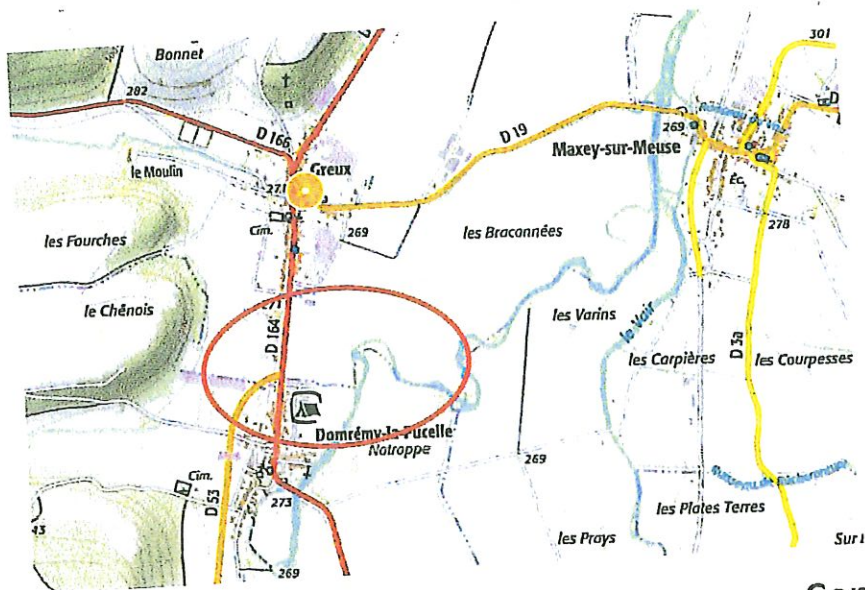 Bonnet
282
D 166
le Moulin
271
Greux
Cim.
269
D 19
301
269
D
Maxey-sur-Meuse
Éc.
278
les Fourches
les Braconnées
le Chênois
D 164
les Varins
le Vair
les Carpières
D 3a
les Courpesses
Domrémy-la-Pucelle
Notroppe
Cim.
D 53
273
269
43
269
les Plates Terres
les Prays
Sur